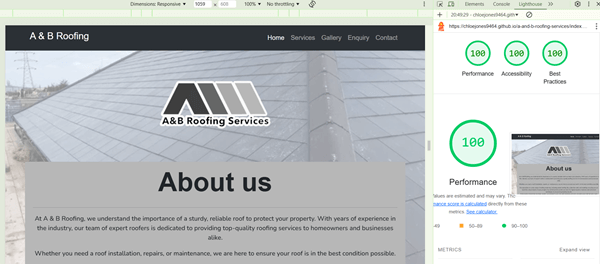 Dimensions: Responsive 1059 x 608 100% No throttling
Elements Lighthouse
20:49:29 - chloejones9464.gith
https://chloejones9464.github.io/a-and-b-roofing-services/index...
A & B Roofing
Home Services Gallery Enquiry Contact
A&B Roofing Services
About us
At A & B Roofing, we understand the importance of a sturdy, reliable roof to protect your property. With years of experience in
the industry, our team of expert roofers is dedicated to providing top-quality roofing services to homeowners and businesses
alike.
Whether you need a roof installation, repairs, or maintenance, we are here to ensure your roof is in the best condition possible.
100 100 100
Performance Accessibility Best
Practices
100
Performance
Values are estimated and may vary. The
mance score is calculated directly from these
metrics. See calculator.
-49 50–89 90–100
About us
METRICS Expand view